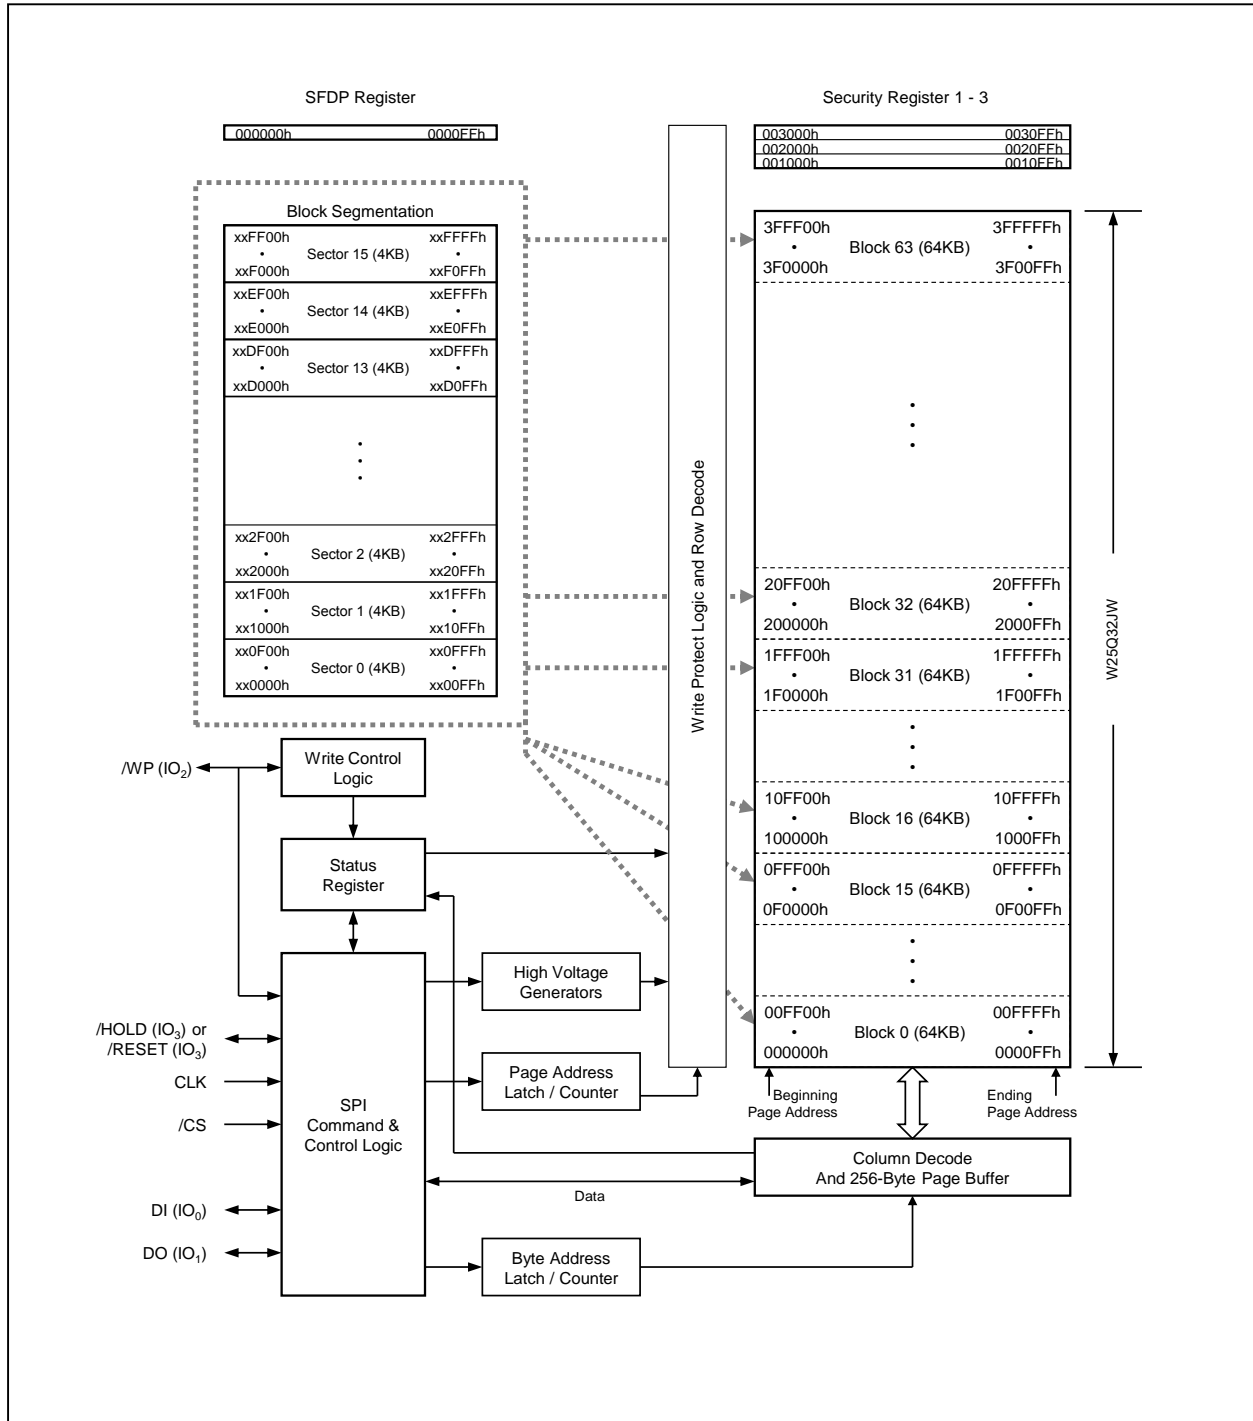 SFDP Register
000000h 0000FFh
Security Register 1 - 3
003000h 0030FFh
002000h 0020FFh
001000h 0010FFh
Block Segmentation
xxFF00h xxFFFFh
• Sector 15 (4KB) •
xxF000h xxF0FFh
xxEF00h xxEFFFh
• Sector 14 (4KB) •
xxE000h xxE0FFh
xxDF00h xxDFFFh
• Sector 13 (4KB) •
xxD000h xxD0FFh
xx2F00h xx2FFFh
• Sector 2 (4KB) •
xx2000h xx20FFh
xx1F00h xx1FFFh
• Sector 1 (4KB) •
xx1000h xx10FFh
xx0F00h xx0FFFh
• Sector 0 (4KB) •
xx0000h xx00FFh
Write Protect Logic and Row Decode
3FFF00h 3FFFFFh
• Block 63 (64KB) •
3F0000h 3F00FFh
20FF00h 20FFFFh
• Block 32 (64KB) •
200000h 2000FFh
1FFF00h 1FFFFFh
• Block 31 (64KB) •
1F0000h 1F00FFh
10FF00h 10FFFFh
• Block 16 (64KB) •
100000h 1000FFh
0FFF00h 0FFFFFh
• Block 15 (64KB) •
0F0000h 0F00FFh
00FF00h 00FFFFh
• Block 0 (64KB) •
000000h 0000FFh
W25Q32JW
Beginning
Page Address
Ending
Page Address
/WP (IO2)
Write Control
Logic
Status
Register
/HOLD (IO3) or
/RESET (IO3)
CLK
/CS
DI (IO0)
DO (IO1)
SPI
Command &
Control Logic
High Voltage
Generators
Page Address
Latch / Counter
Column Decode
And 256-Byte Page Buffer
Data
Byte Address
Latch / Counter